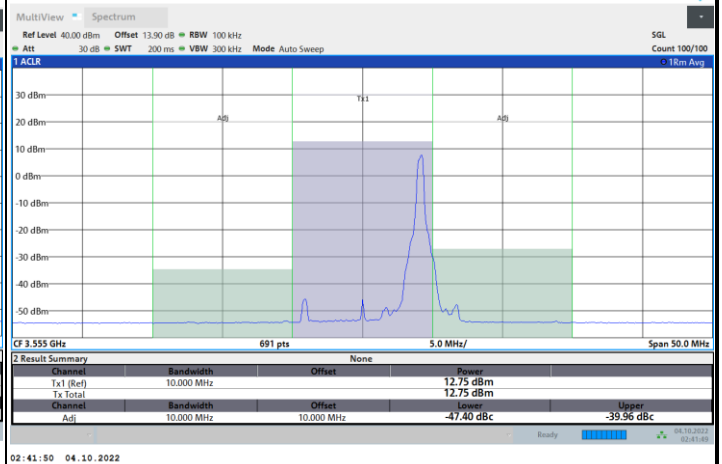 MultiView Spectrum
Ref Level 40.00 dBm Offset 13.90 dB RBW 100 kHz SGL
Att 30 dB SWT 200 ms VBW 300 kHz Mode Auto Sweep Count 100/100
1 ACLR 1Rm Avg
30 dBm
Tx1
20 dBm Adj Adj
10 dBm
0 dBm
-10 dBm
-20 dBm
-30 dBm
-40 dBm
-50 dBm
CF 3.555 GHz 691 pts 5.0 MHz/ Span 50.0 MHz
2 Result Summary None
Channel Bandwidth Offset Power
Tx1 (Ref) 10.000 MHz 12.75 dBm
Tx Total 12.75 dBm
Channel Bandwidth Offset Lower Upper
Adj 10.000 MHz 10.000 MHz -47.40 dBc -39.96 dBc
Ready 04.10.2022
02:41:49
02:41:50 04.10.2022